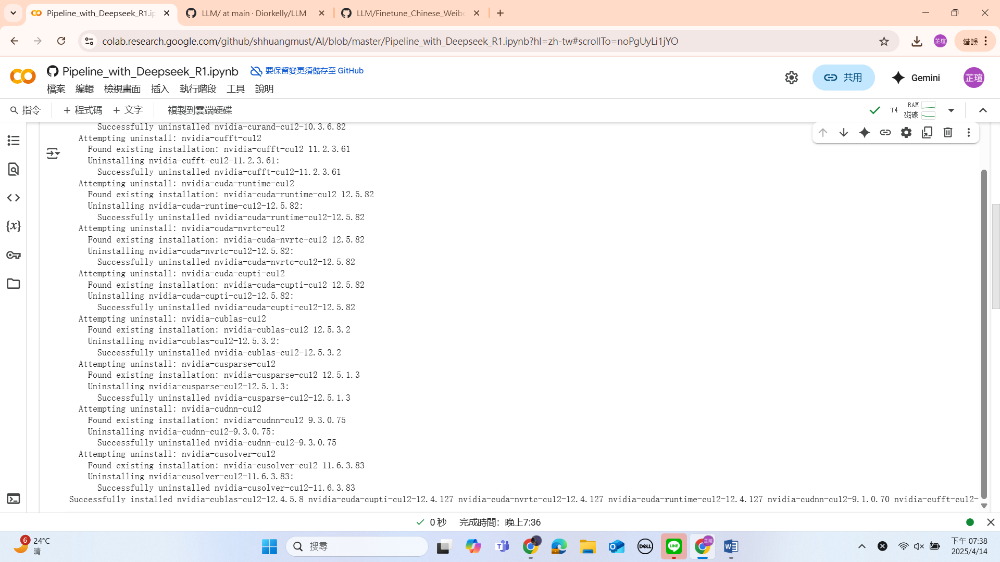 Pipeline_with_Deepseek_R1.ip
LLM/ at main · Diorkelly/LLM
LLM/Finetune_Chinese_Weib
colab.research.google.com/github/shhuangmust/AI/blob/master/Pipeline_with_Deepseek_R1.ipynb?hl=zh-tw#scrollTo=noPgUyLi1jYO
芷瑄
錯誤
Pipeline_with_Deepseek_R1.ipynb
要保留變更須儲存至 GitHub
檔案 編輯 檢視畫面 插入 執行階段 工具 說明
共用
Gemini
芷瑄
指令
+ 程式碼 + 文字
複製到雲端硬碟
T4
RAM
磁碟
Successfully uninstalled nvidia-curand-cu12-10.3.6.82
Attempting uninstall: nvidia-cufft-cu12
Found existing installation: nvidia-cufft-cu12 11.2.3.61
Uninstalling nvidia-cufft-cu12-11.2.3.61:
Successfully uninstalled nvidia-cufft-cu12-11.2.3.61
Attempting uninstall: nvidia-cuda-runtime-cu12
Found existing installation: nvidia-cuda-runtime-cu12 12.5.82
Uninstalling nvidia-cuda-runtime-cu12-12.5.82:
Successfully uninstalled nvidia-cuda-runtime-cu12-12.5.82
Attempting uninstall: nvidia-cuda-nvrtc-cu12
Found existing installation: nvidia-cuda-nvrtc-cu12 12.5.82
Uninstalling nvidia-cuda-nvrtc-cu12-12.5.82:
Successfully uninstalled nvidia-cuda-nvrtc-cu12-12.5.82
Attempting uninstall: nvidia-cuda-cupti-cu12
Found existing installation: nvidia-cuda-cupti-cu12 12.5.82
Uninstalling nvidia-cuda-cupti-cu12-12.5.82:
Successfully uninstalled nvidia-cuda-cupti-cu12-12.5.82
Attempting uninstall: nvidia-cublas-cu12
Found existing installation: nvidia-cublas-cu12 12.5.3.2
Uninstalling nvidia-cublas-cu12-12.5.3.2:
Successfully uninstalled nvidia-cublas-cu12-12.5.3.2
Attempting uninstall: nvidia-cusparse-cu12
Found existing installation: nvidia-cusparse-cu12 12.5.1.3
Uninstalling nvidia-cusparse-cu12-12.5.1.3:
Successfully uninstalled nvidia-cusparse-cu12-12.5.1.3
Attempting uninstall: nvidia-cudnn-cu12
Found existing installation: nvidia-cudnn-cu12 9.3.0.75
Uninstalling nvidia-cudnn-cu12-9.3.0.75:
Successfully uninstalled nvidia-cudnn-cu12-9.3.0.75
Attempting uninstall: nvidia-cusolver-cu12
Found existing installation: nvidia-cusolver-cu12 11.6.3.83
Uninstalling nvidia-cusolver-cu12-11.6.3.83:
Successfully uninstalled nvidia-cusolver-cu12-11.6.3.83
Successfully installed nvidia-cublas-cu12-12.4.5.8 nvidia-cuda-cupti-cu12-12.4.127 nvidia-cuda-nvrtc-cu12-12.4.127 nvidia-cuda-runtime-cu12-12.4.127 nvidia-cudnn-cu12-9.1.0.70 nvidia-cufft-cu12-
0 秒 完成時間：晚上7:36
6
24°C
晴
搜尋
DELL
LINE
芷瑄
下午 07:38
2025/4/14